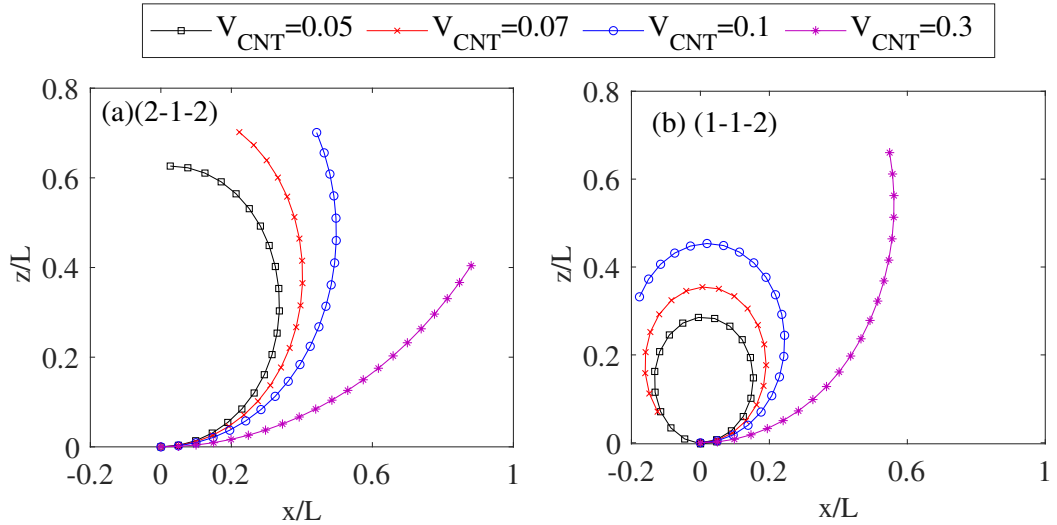 V_CNT=0.05 V_CNT=0.07 V_CNT=0.1 V_CNT=0.3
(a)(2-1-2)
0.8
0.6
0.4
0.2
0
z/L
-0.2 0 0.2 0.6 1
x/L
(b) (1-1-2)
0.8
0.6
0.4
0.2
0
z/L
-0.2 0 0.2 0.6 1
x/L